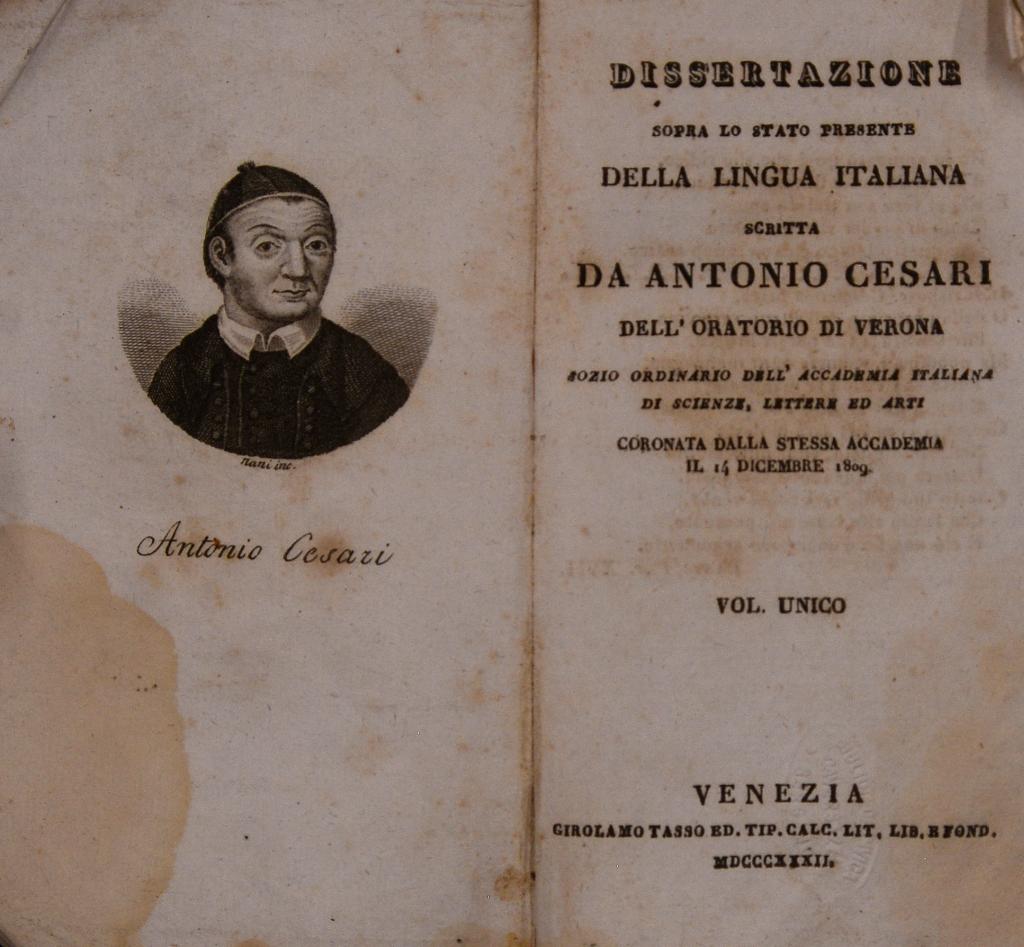 nani inc.
Antonio Cesari
DISSERTAZIONE
SOPRA LO STATO PRESENTE
DELLA LINGUA ITALIANA
SCRITTA
DA ANTONIO CESARI
DELL' ORATORIO DI VERONA
SOZIO ORDINARIO DELL' ACCADEMIA ITALIANA
DI SCIENZE, LETTERE ED ARTI
CORONATA DALLA STESSA ACCADEMIA
IL 14 DICEMBRE 1809.
VOL. UNICO
VENEZIA
GIROLAMO TASSO ED. TIP. CALC. LIT. LIB. E FOND.
MDCCCXXXII.